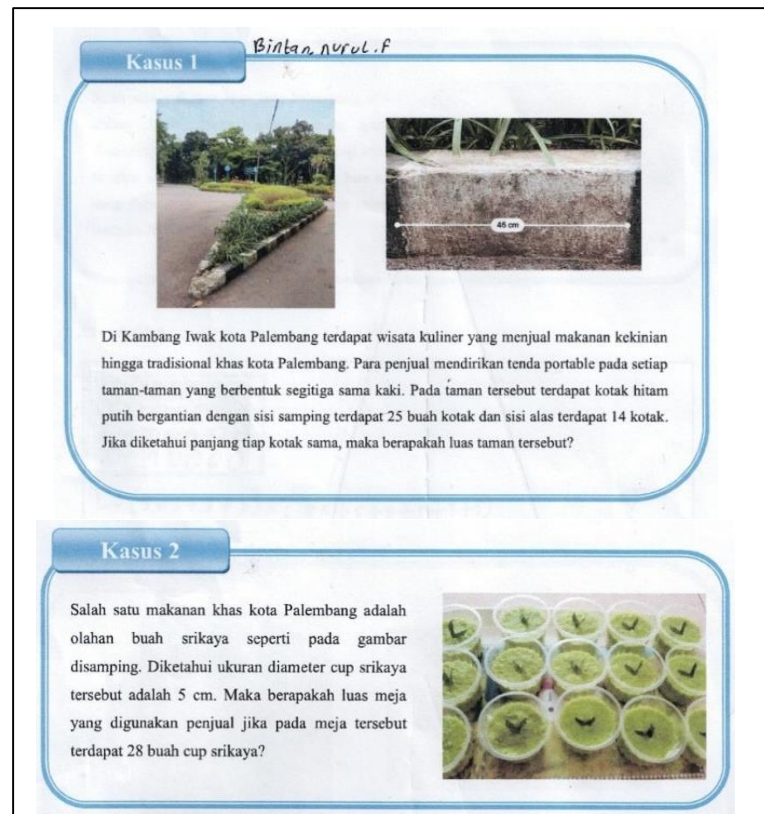 Bintan nurul.f
Kasus 1
45 cm
Di Kambang Iwak kota Palembang terdapat wisata kuliner yang menjual makanan kekinian
hingga tradisional khas kota Palembang. Para penjual mendirikan tenda portable pada setiap
taman-taman yang berbentuk segitiga sama kaki. Pada taman tersebut terdapat kotak hitam
putih bergantian dengan sisi samping terdapat 25 buah kotak dan sisi alas terdapat 14 kotak.
Jika diketahui panjang tiap kotak sama, maka berapakah luas taman tersebut?
Kasus 2
Salah satu makanan khas kota Palembang adalah
olahan buah srikaya seperti pada gambar
disamping. Diketahui ukuran diameter cup srikaya
tersebut adalah 5 cm. Maka berapakah luas meja
yang digunakan penjual jika pada meja tersebut
terdapat 28 buah cup srikaya?